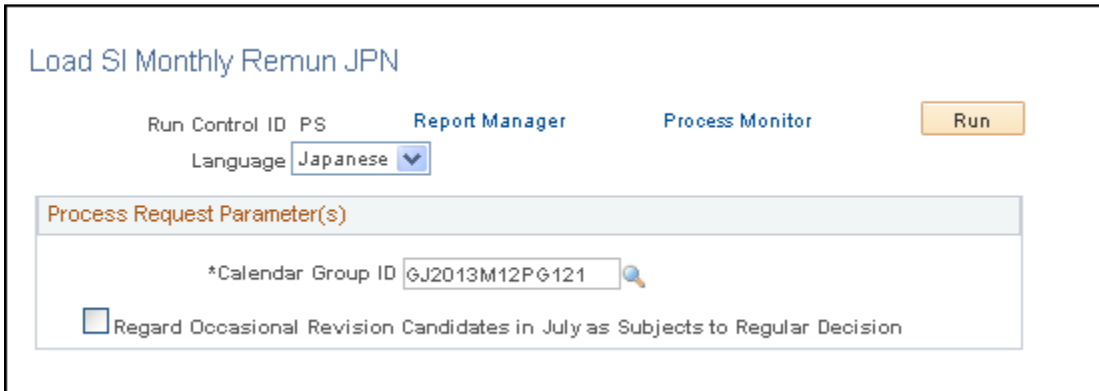 Load SI Monthly Remun JPN
Run Control ID PS Report Manager Process Monitor Run
Language Japanese
Process Request Parameter(s)
*Calendar Group ID GJ2013M12PG121
Regard Occasional Revision Candidates in July as Subjects to Regular Decision